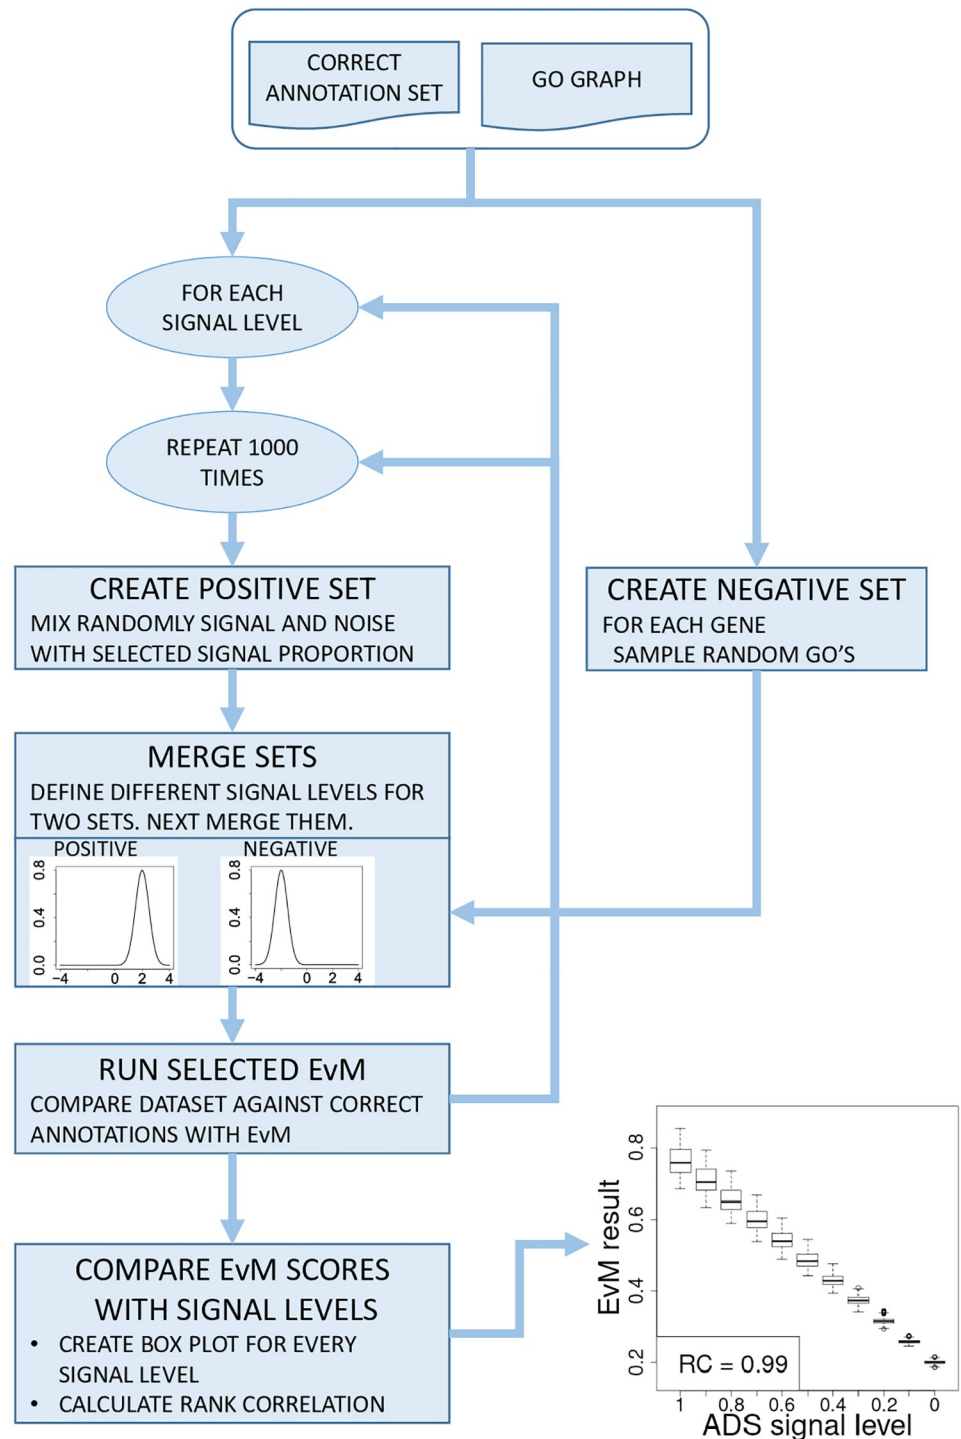 CORRECT
ANNOTATION SET
GO GRAPH
FOR EACH
SIGNAL LEVEL
REPEAT 1000
TIMES
CREATE POSITIVE SET
MIX RANDOMLY SIGNAL AND NOISE
WITH SELECTED SIGNAL PROPORTION
CREATE NEGATIVE SET
FOR EACH GENE
SAMPLE RANDOM GO'S
MERGE SETS
DEFINE DIFFERENT SIGNAL LEVELS FOR
TWO SETS. NEXT MERGE THEM.
POSITIVE
0.8
0.4
0.0
-4 0 2 4
NEGATIVE
0.8
0.4
0.0
-4 0 2 4
RUN SELECTED EvM
COMPARE DATASET AGAINST CORRECT
ANNOTATIONS WITH EvM
COMPARE EvM SCORES
WITH SIGNAL LEVELS
• CREATE BOX PLOT FOR EVERY
SIGNAL LEVEL
• CALCULATE RANK CORRELATION
EvM result
0.8
0.6
0.4
0.2
RC = 0.99
1 0.8 0.6 0.4 0.2 0
ADS signal level